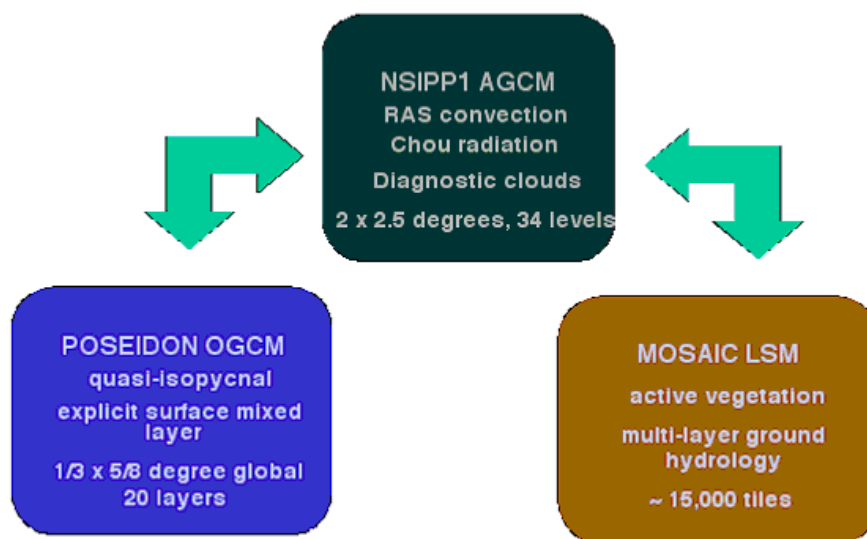 NSIPP1 AGCM
RAS convection
Chou radiation
Diagnostic clouds
2 x 2.5 degrees, 34 levels
POSEIDON OGCM
quasi-isopycnal
explicit surface mixed
layer
1/3 x 5/8 degree global
20 layers
MOSAIC LSM
active vegetation
multi-layer ground
hydrology
~ 15,000 tiles